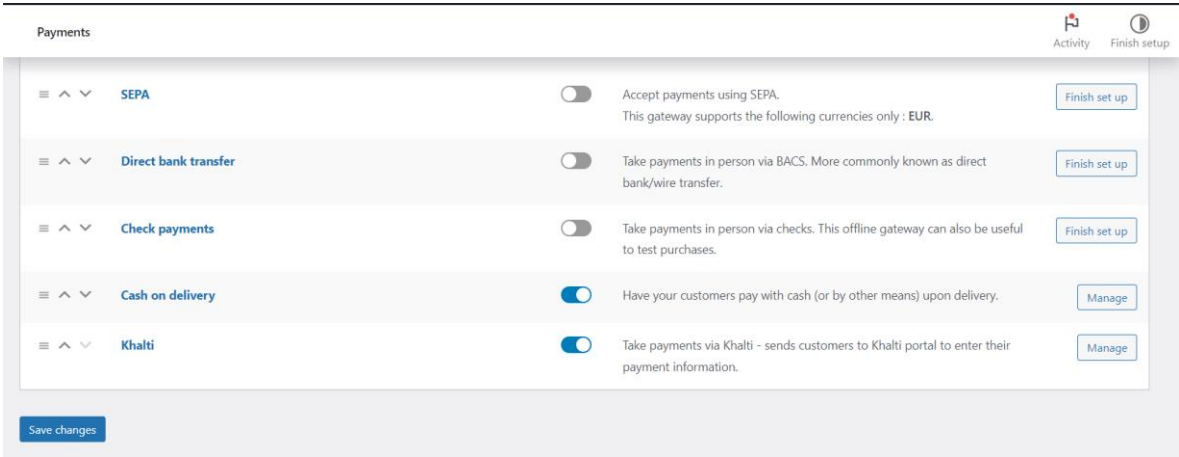 Payments
Activity
Finish setup
SEPA
Accept payments using SEPA.
This gateway supports the following currencies only : EUR.
Finish set up
Direct bank transfer
Take payments in person via BACS. More commonly known as direct
bank/wire transfer.
Finish set up
Check payments
Take payments in person via checks. This offline gateway can also be useful
to test purchases.
Finish set up
Cash on delivery
Have your customers pay with cash (or by other means) upon delivery.
Manage
Khalti
Take payments via Khalti - sends customers to Khalti portal to enter their
payment information.
Manage
Save changes